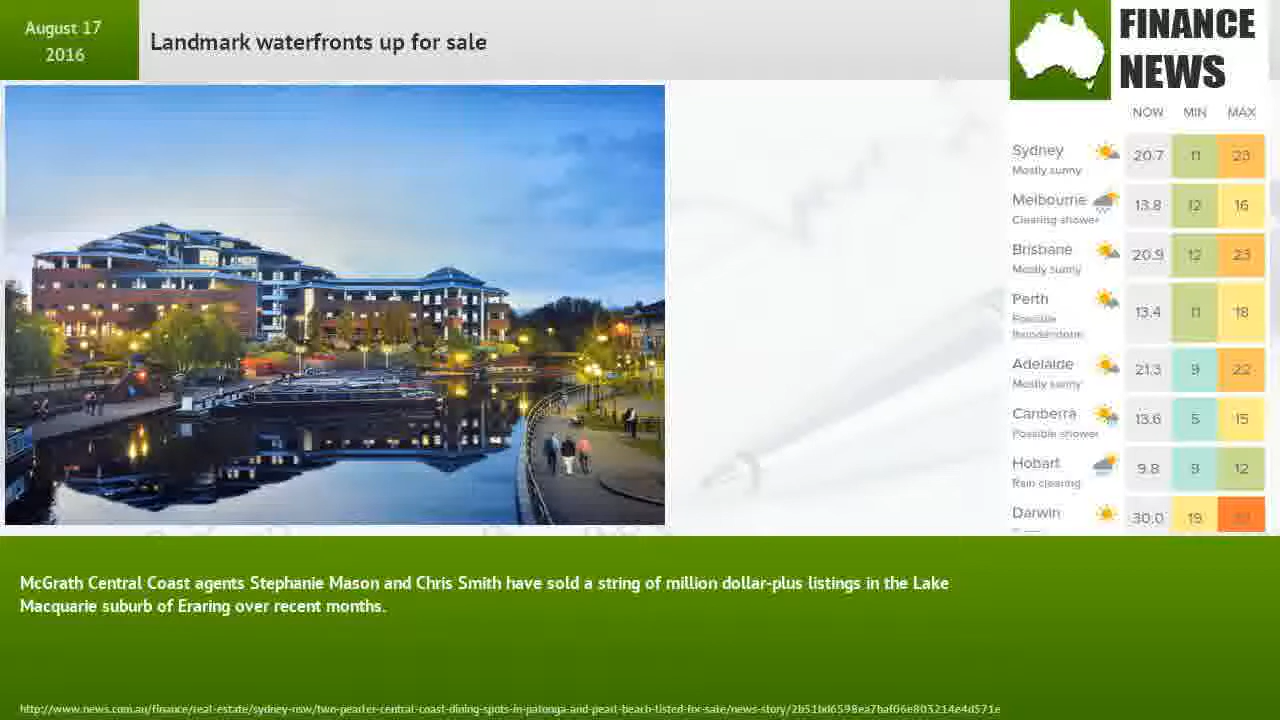 August 17
2016
Landmark waterfronts up for sale
FINANCE
NEWS
NOW MIN MAX
Sydney
Mostly sunny
20.7 11 23
Melbourne
Clearing shower
13.8 12 16
Brisbane
Mostly sunny
20.9 12 23
Perth
Possible
thunderstorm
13.4 11 18
Adelaide
Mostly sunny
21.3 9 22
Canberra
Possible shower
13.6 5 15
Hobart
Rain clearing
9.8 9 12
Darwin
30.0 19
McGrath Central Coast agents Stephanie Mason and Chris Smith have sold a string of million dollar-plus listings in the Lake
Macquarie suburb of Eraring over recent months.
http://www.news.com.au/finance/real-estate/sydney-nsw/two-pearler-central-coast-dining-spots-in-patonga-and-pearl-beach-listed-for-sale/news-story/2b51bd6598ea7baf06e803214e4d571e